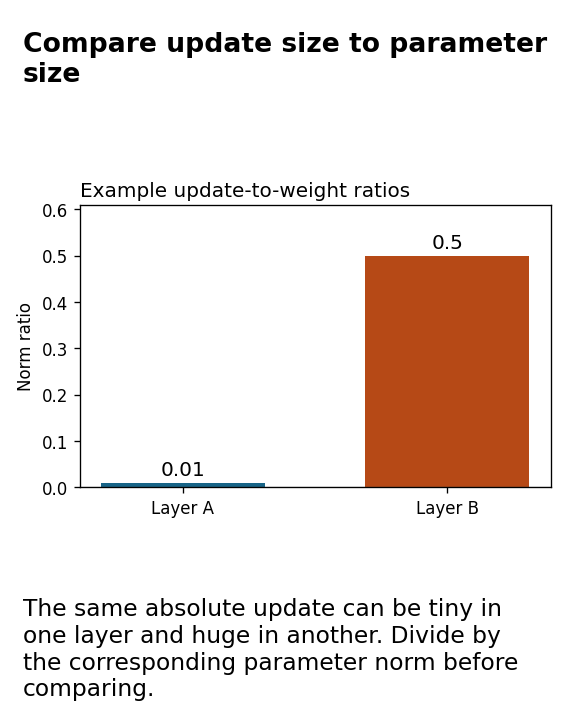 Compare update size to parameter
size
Example update-to-weight ratios
0.6
0.5
0.4
0.3
0.2
0.1
0.0
Norm ratio
0.01
0.5
Layer A
Layer B
The same absolute update can be tiny in
one layer and huge in another. Divide by
the corresponding parameter norm before
comparing.